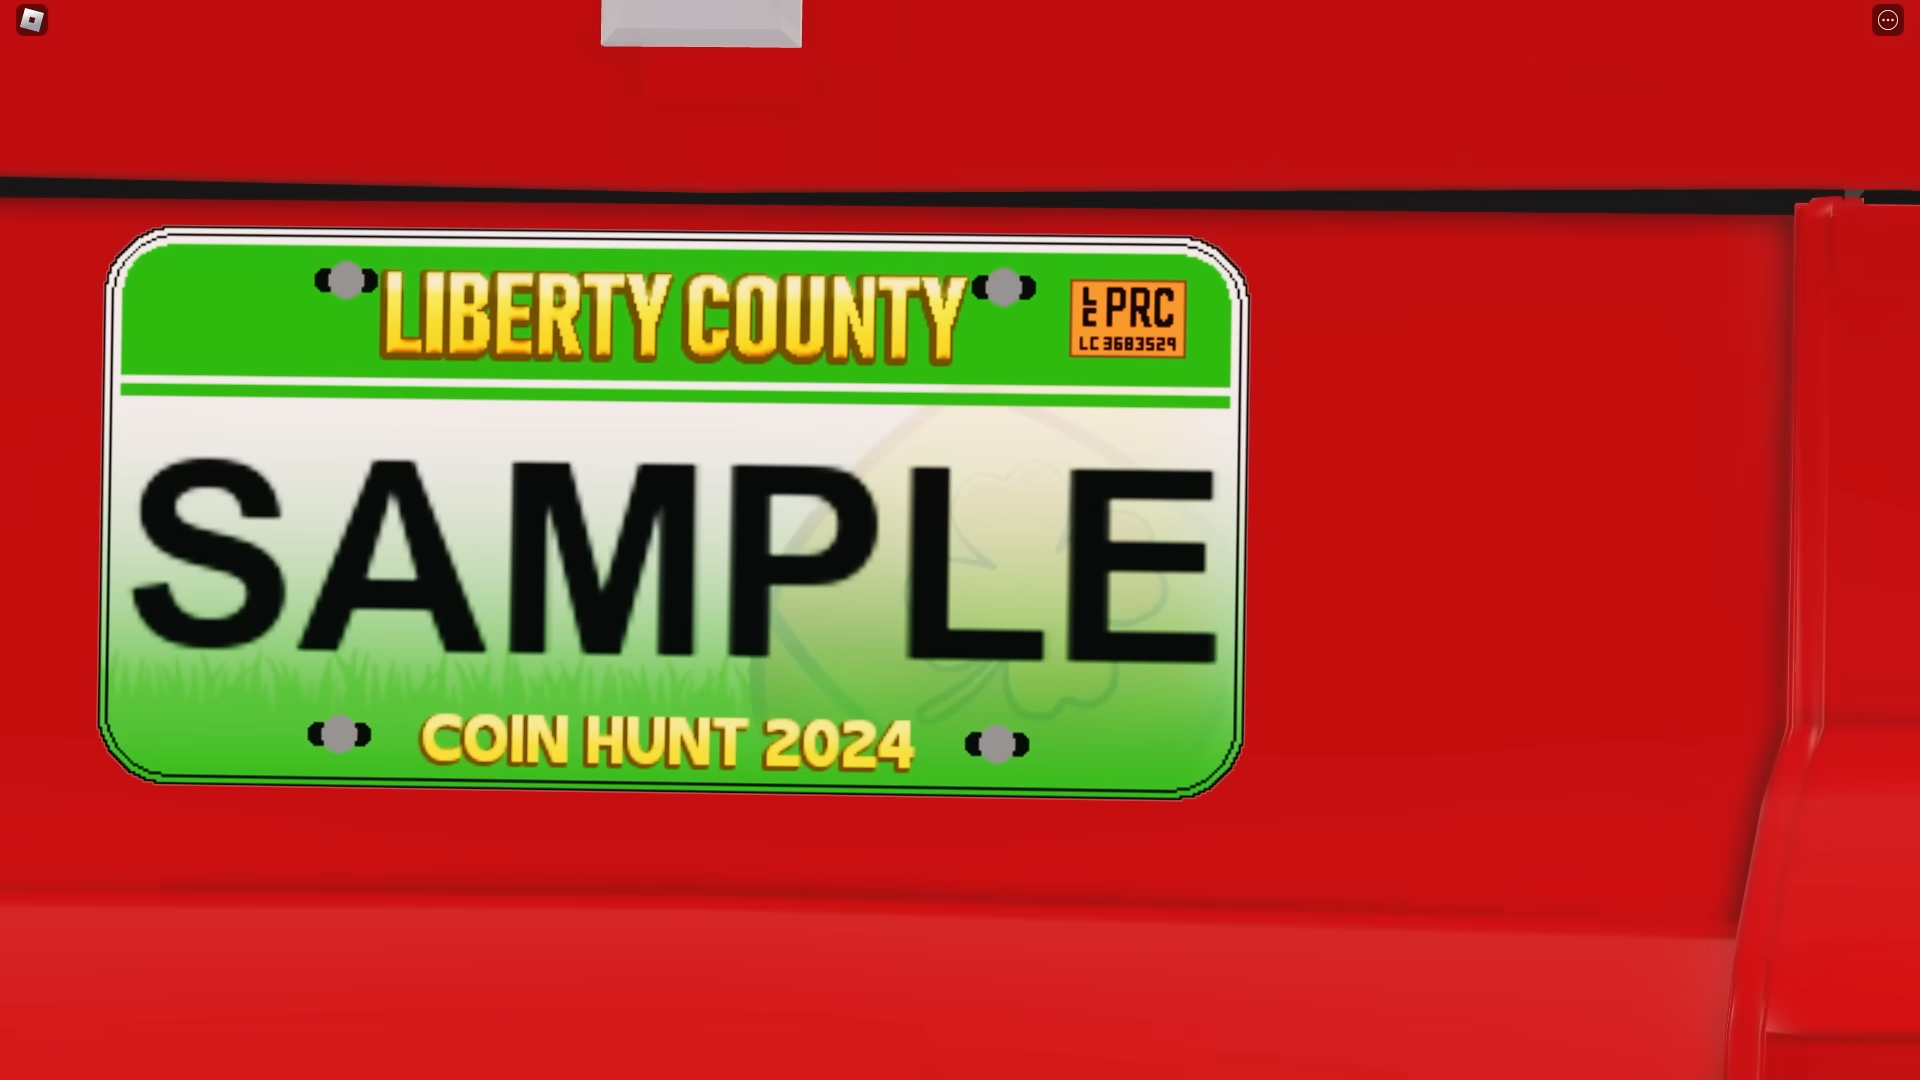 LIBERTY COUNTY
LC PRC
LC 3683529
SAMPLE
COIN HUNT 2024